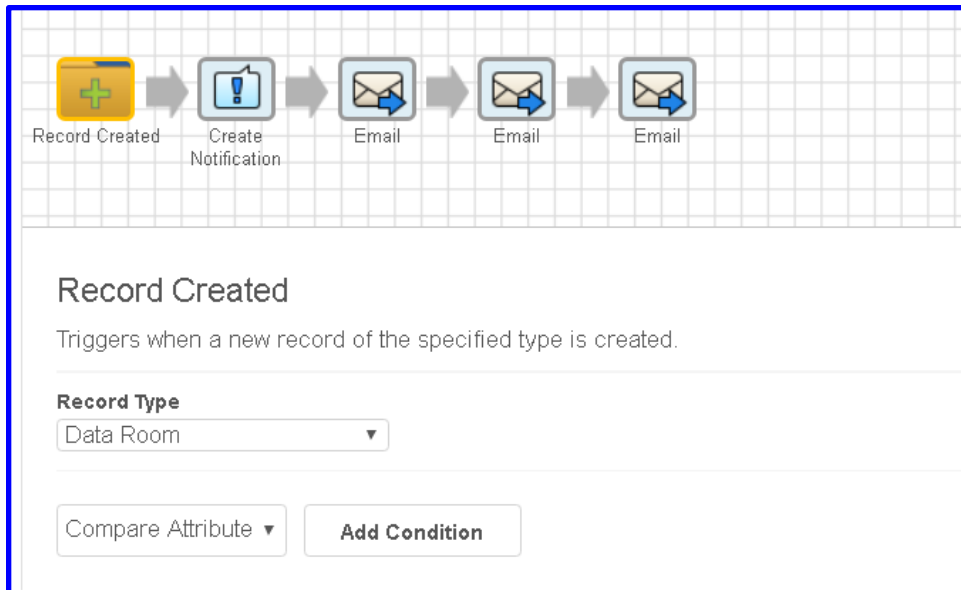 Record Created
Create
Notification
Email
Email
Email
Record Created
Triggers when a new record of the specified type is created.
Record Type
Data Room
Compare Attribute
Add Condition